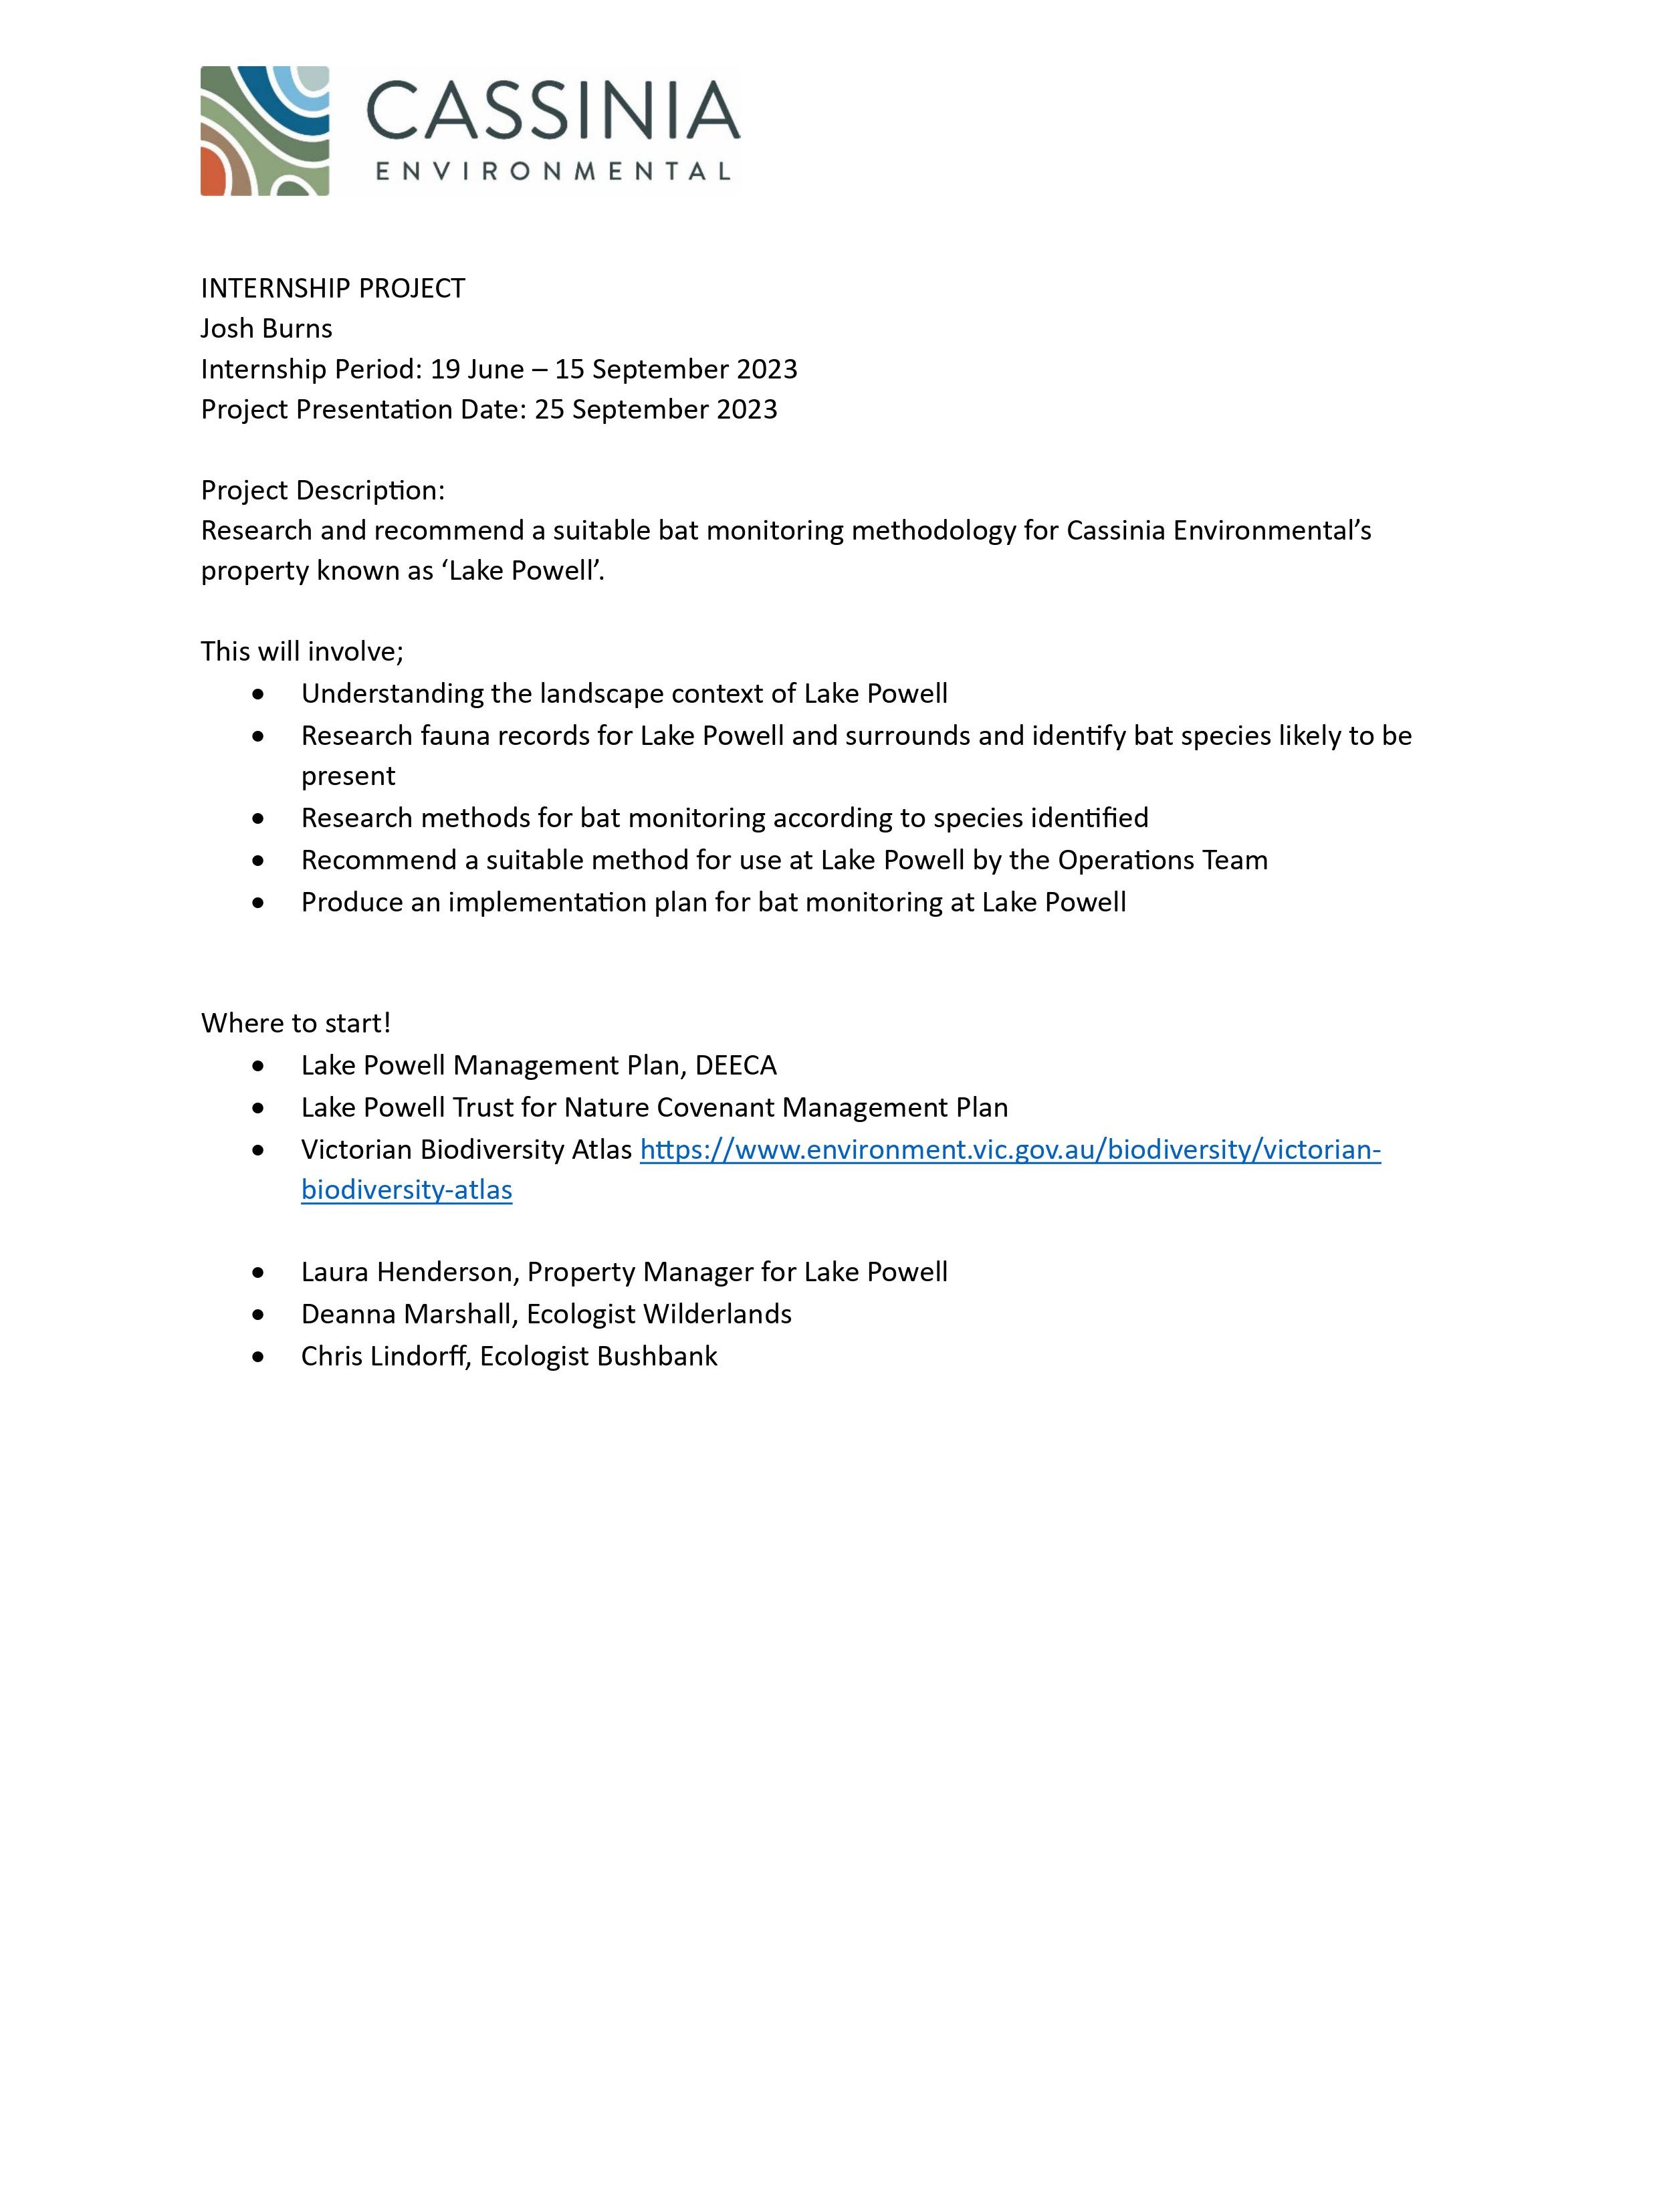 CASSINIA
ENVIRONMENTAL
INTERNSHIP PROJECT
Josh Burns
Internship Period: 19 June – 15 September 2023
Project Presentation Date: 25 September 2023
Project Description:
Research and recommend a suitable bat monitoring methodology for Cassinia Environmental’s
property known as ‘Lake Powell’.
This will involve;
• Understanding the landscape context of Lake Powell
• Research fauna records for Lake Powell and surrounds and identify bat species likely to be
present
• Research methods for bat monitoring according to species identified
• Recommend a suitable method for use at Lake Powell by the Operations Team
• Produce an implementation plan for bat monitoring at Lake Powell
Where to start!
• Lake Powell Management Plan, DEECA
• Lake Powell Trust for Nature Covenant Management Plan
• Victorian Biodiversity Atlas https://www.environment.vic.gov.au/biodiversity/victorian-
biodiversity-atlas
• Laura Henderson, Property Manager for Lake Powell
• Deanna Marshall, Ecologist Wilderlands
• Chris Lindorff, Ecologist Bushbank